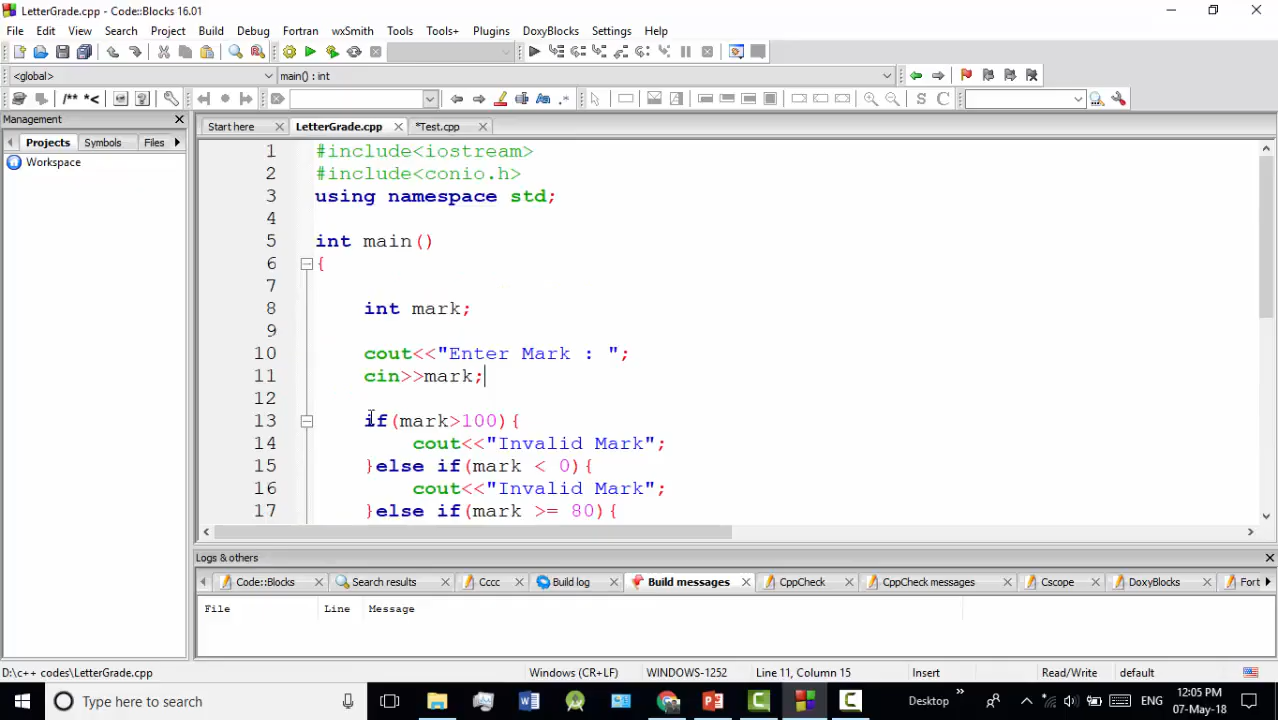 LetterGrade.cpp - Code::Blocks 16.01
File Edit View Search Project Build Debug Fortran wxSmith Tools Tools+ Plugins DoxyBlocks Settings Help
<global> main() : int
/** *< .* S C
Management
Projects Symbols Files
Workspace
Start here LetterGrade.cpp *Test.cpp
1 #include<iostream>
2 #include<conio.h>
3 using namespace std;
4
5 int main()
6 {
7
8 int mark;
9
10 cout<<"Enter Mark : ";
11 cin>>mark;
12
13 if(mark>100){
14 cout<<"Invalid Mark";
15 }else if(mark < 0){
16 cout<<"Invalid Mark";
17 }else if(mark >= 80){
Logs & others
Code::Blocks Search results Cccc Build log Build messages CppCheck CppCheck messages Cscope DoxyBlocks Fort
File Line Message
D:\c++ codes\LetterGrade.cpp Windows (CR+LF) WINDOWS-1252 Line 11, Column 15 Insert Read/Write default
Type here to search Desktop ENG 12:05 PM
07-May-18